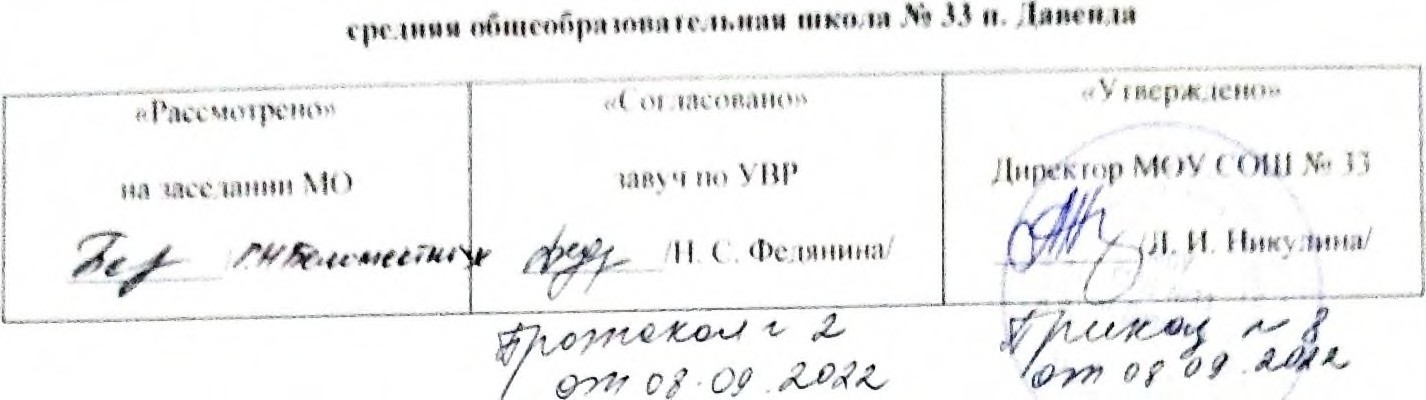 средняя общеобразовательная школа № 33 п. Давенда
«Рассмотрено»
на заседании МО
/Г.Н Беломестных
«Согласовано»
завуч по УВР
/Н. С. Федянина/
Протокол № 2
от 08.09.2022
«Утверждено»
Директор МОУ СОШ № 33
/Л. И. Никулина/
Приказ № 8
от 08 09.2022